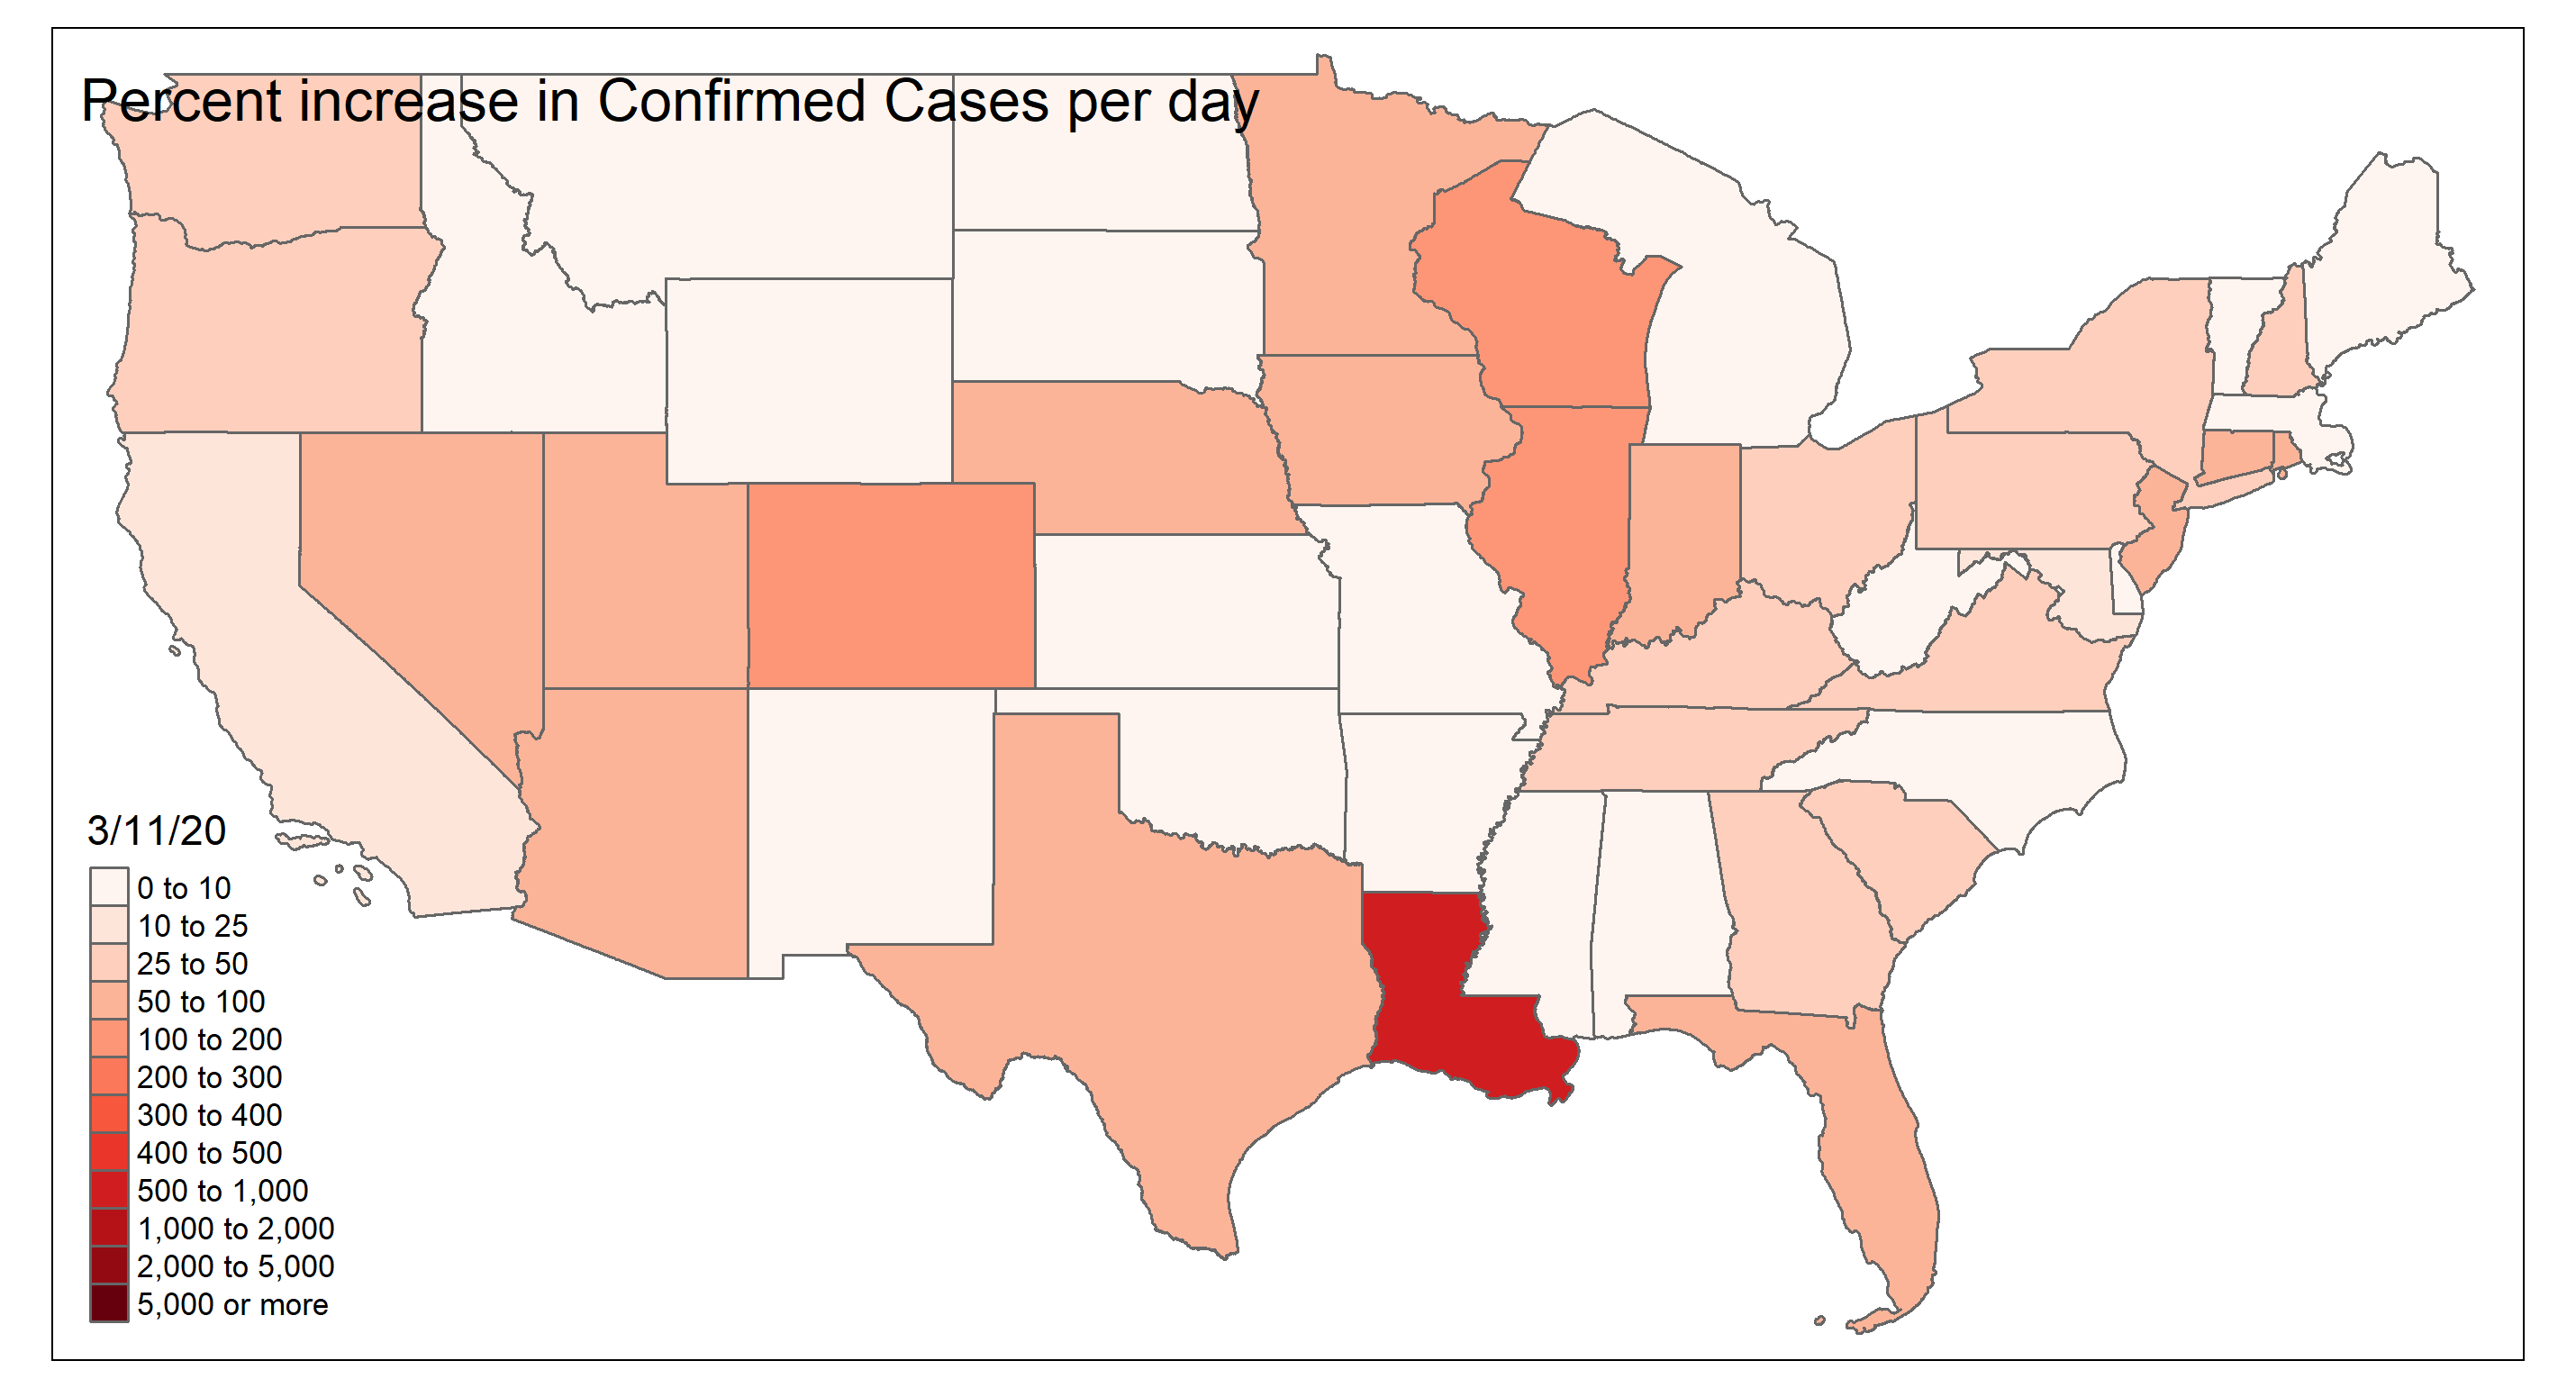 Percent increase in Confirmed Cases per day
3/11/20
0 to 10
10 to 25
25 to 50
50 to 100
100 to 200
200 to 300
300 to 400
400 to 500
500 to 1,000
1,000 to 2,000
2,000 to 5,000
5,000 or more